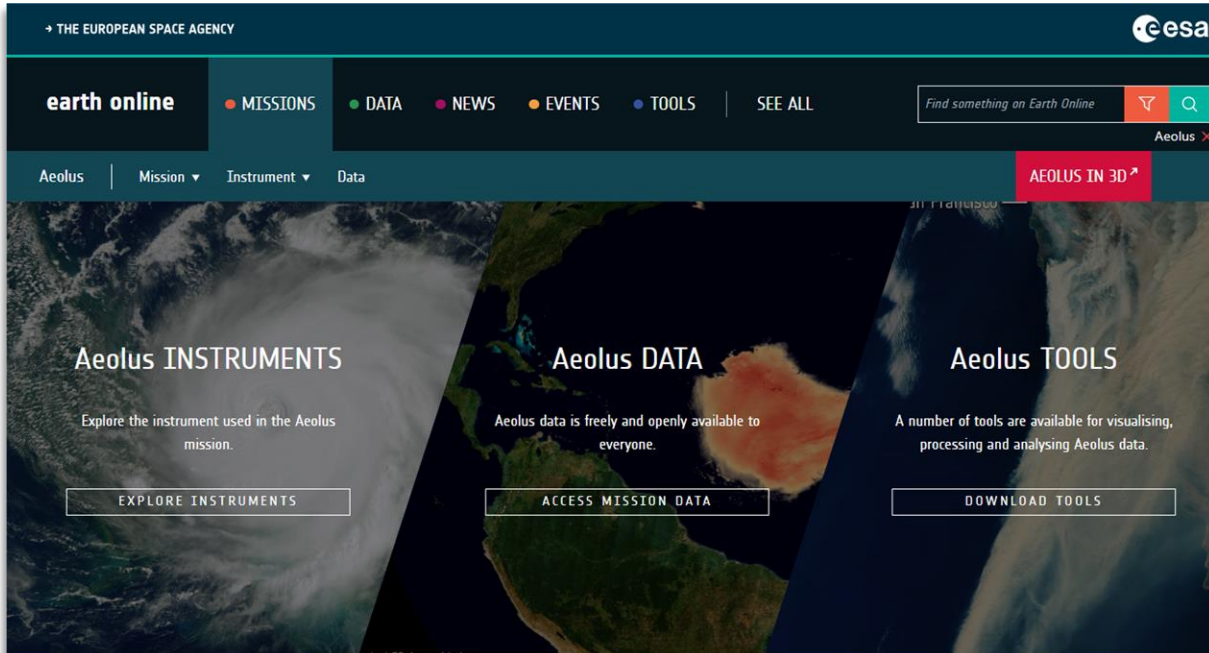 → THE EUROPEAN SPACE AGENCY
esa
earth online
MISSIONS
DATA
NEWS
EVENTS
TOOLS
SEE ALL
Find something on Earth Online
Aeolus ×
Aeolus
Mission ▾
Instrument ▾
Data
AEOLUS IN 3D ↗
Francisco
Aeolus INSTRUMENTS
Explore the instrument used in the Aeolus
mission.
EXPLORE INSTRUMENTS
Aeolus DATA
Aeolus data is freely and openly available to
everyone.
ACCESS MISSION DATA
Aeolus TOOLS
A number of tools are available for visualising,
processing and analysing Aeolus data.
DOWNLOAD TOOLS